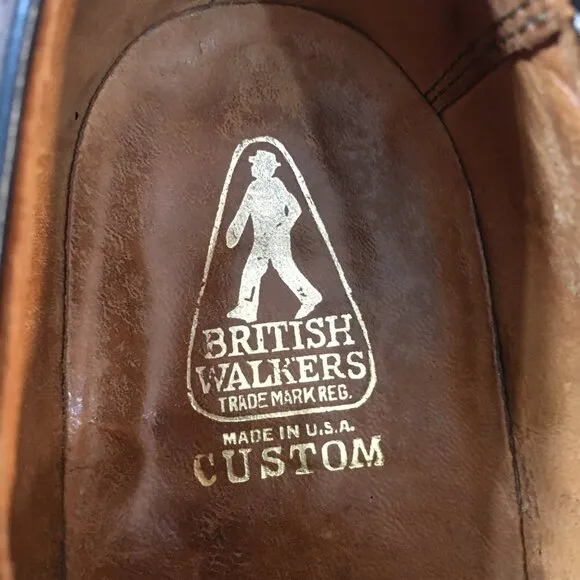 BRITISH
WALKERS
TRADE MARK REG.
MADE IN U.S.A.
CUSTOM